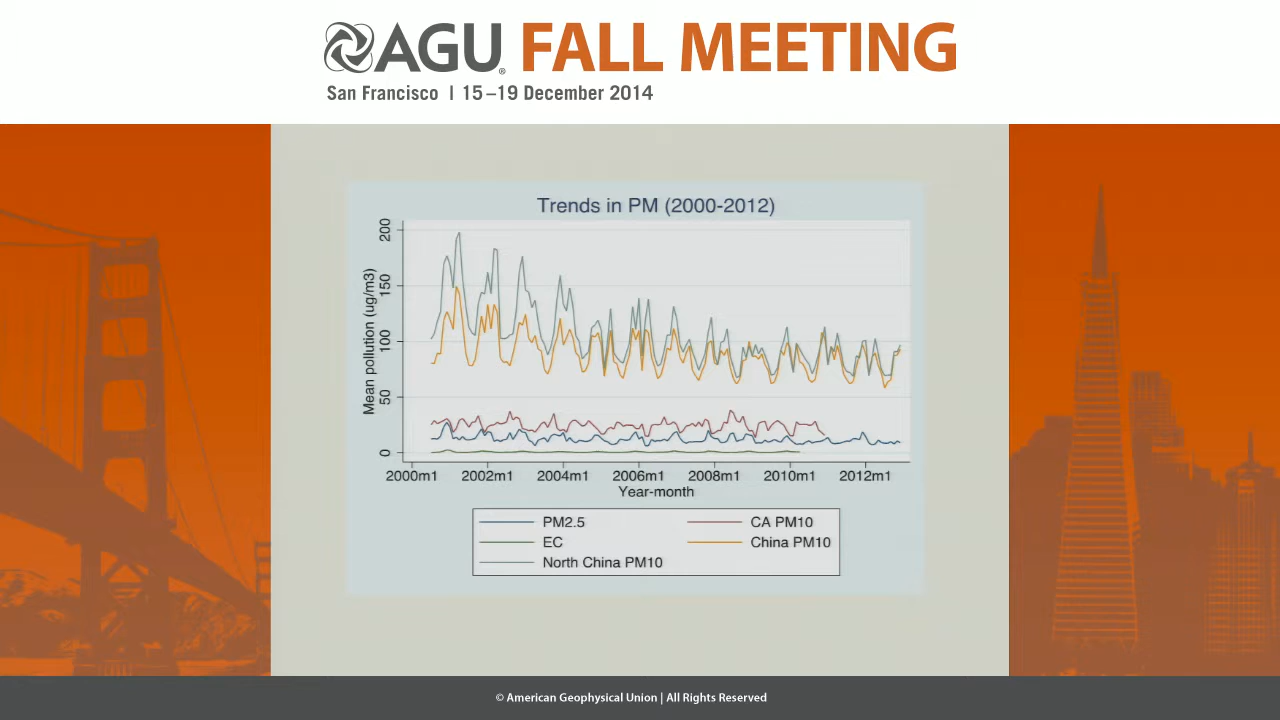 AGU FALL MEETING
San Francisco | 15–19 December 2014
Trends in PM (2000-2012)
Mean pollution (ug/m3)
200
150
100
50
0
2000m1 2002m1 2004m1 2006m1 2008m1 2010m1 2012m1
Year-month
PM2.5 CA PM10
EC China PM10
North China PM10
© American Geophysical Union | All Rights Reserved